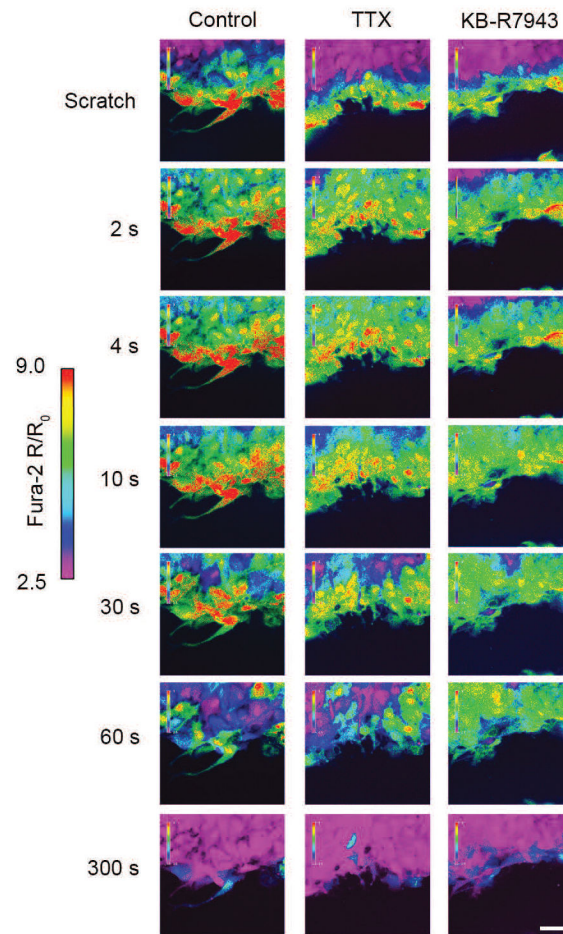 Control TTX KB-R7943
Scratch
2 s
4 s
9.0
Fura-2 R/R0
10 s
2.5
30 s
60 s
300 s